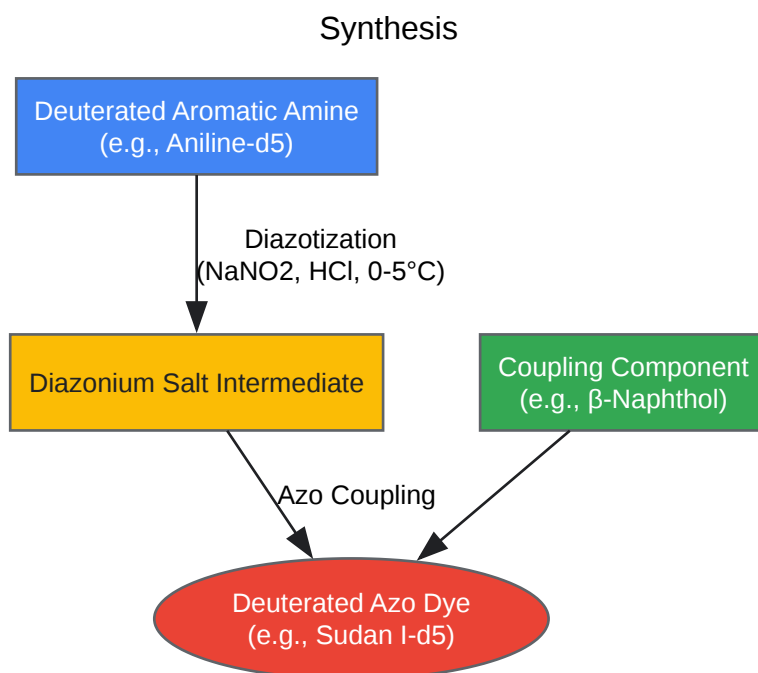 Synthesis
Deuterated Aromatic Amine
(e.g., Aniline-d5)
Diazotization
(NaNO2, HCl, 0-5°C)
Diazonium Salt Intermediate
Coupling Component
(e.g., β-Naphthol)
Azo Coupling
Deuterated Azo Dye
(e.g., Sudan I-d5)